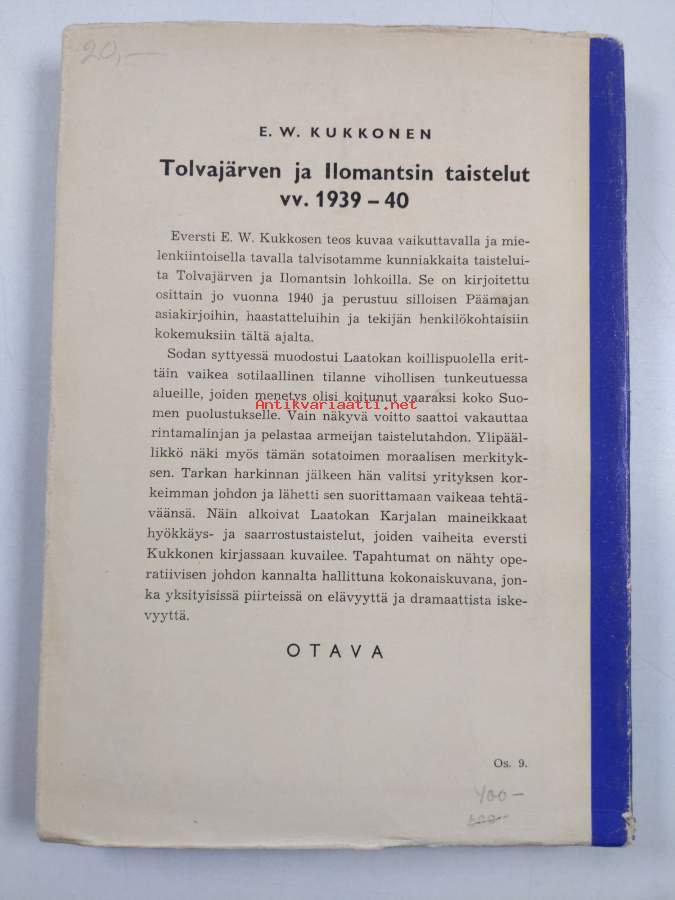 20,—
E. W. KUKKONEN
Tolvajärven ja Ilomantsin taistelut
vv. 1939 – 40
Eversti E. W. Kukkosen teos kuvaa vaikuttavalla ja mie-
lenkiintoisella tavalla talvisotamme kunniakkaita taistelui-
ta Tolvajärven ja Ilomantsin lohkoilla. Se on kirjoitettu
osittain jo vuonna 1940 ja perustuu silloisen Päämajan
asiakirjoihin, haastatteluihin ja tekijän henkilökohtaisiin
kokemuksiin tältä ajalta.
Sodan syttyessä muodostui Laatokan koillispuolella erit-
täin vaikea sotilaallinen tilanne vihollisen tunkeutuessa
alueille, joiden menetys olisi koitunut vaaraksi koko Suo-
Antikvariaatti.net
men puolustukselle. Vain näkyvä voitto saattoi vakauttaa
rintamalinjan ja pelastaa armeijan taistelutahdon. Ylipääl-
likkö näki myös tämän sotatoimen moraalisen merkityk-
sen. Tarkan harkinnan jälkeen hän valitsi yrityksen kor-
keimman johdon ja lähetti sen suorittamaan vaikeaa tehtä-
väänsä. Näin alkoivat Laatokan Karjalan maineikkaat
hyökkäys- ja saarrostustaistelut, joiden vaiheita eversti
Kukkonen kirjassaan kuvailee. Tapahtumat on nähty ope-
ratiivisen johdon kannalta hallittuna kokonaiskuvana, jon-
ka yksityisissä piirteissä on elävyyttä ja dramaattista iske-
vyyttä.
OTAVA
Os. 9.
400—